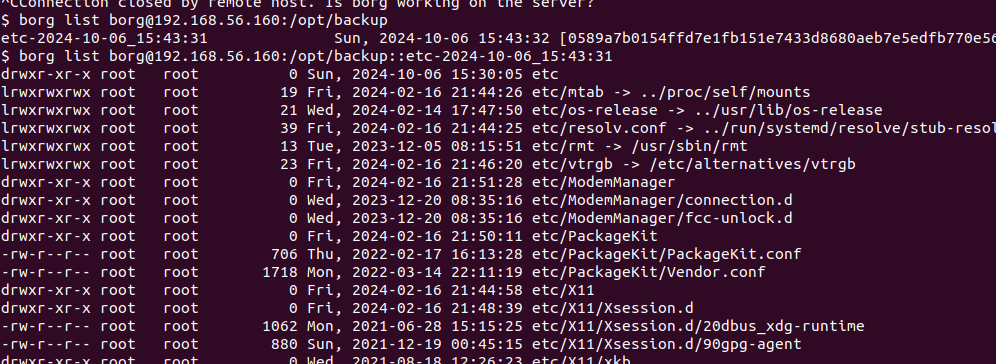 ^CConnection closed by remote host. Is borg working on the server?
$ borg list borg@192.168.56.160:/opt/backup
etc-2024-10-06_15:43:31 Sun, 2024-10-06 15:43:32 [0589a7b0154ffd7e1fb151e7433d8680aeb7e5edfb770e56
$ borg list borg@192.168.56.160:/opt/backup::etc-2024-10-06_15:43:31
drwxr-xr-x root root 0 Sun, 2024-10-06 15:30:05 etc
lrwxrwxrwx root root 19 Fri, 2024-02-16 21:44:26 etc/mtab -> ../proc/self/mounts
lrwxrwxrwx root root 21 Wed, 2024-02-14 17:47:50 etc/os-release -> ../usr/lib/os-release
lrwxrwxrwx root root 39 Fri, 2024-02-16 21:44:25 etc/resolv.conf -> ../run/systemd/resolve/stub-resol
lrwxrwxrwx root root 13 Tue, 2023-12-05 08:15:51 etc/rmt -> /usr/sbin/rmt
lrwxrwxrwx root root 23 Fri, 2024-02-16 21:46:20 etc/vtrgb -> /etc/alternatives/vtrgb
drwxr-xr-x root root 0 Fri, 2024-02-16 21:51:28 etc/ModemManager
drwxr-xr-x root root 0 Wed, 2023-12-20 08:35:16 etc/ModemManager/connection.d
drwxr-xr-x root root 0 Wed, 2023-12-20 08:35:16 etc/ModemManager/fcc-unlock.d
drwxr-xr-x root root 0 Fri, 2024-02-16 21:50:11 etc/PackageKit
-rw-r--r-- root root 706 Thu, 2022-02-17 16:13:28 etc/PackageKit/PackageKit.conf
-rw-r--r-- root root 1718 Mon, 2022-03-14 22:11:19 etc/PackageKit/Vendor.conf
drwxr-xr-x root root 0 Fri, 2024-02-16 21:44:58 etc/X11
drwxr-xr-x root root 0 Fri, 2024-02-16 21:48:39 etc/X11/Xsession.d
-rw-r--r-- root root 1062 Mon, 2021-06-28 15:15:25 etc/X11/Xsession.d/20dbus_xdg-runtime
-rw-r--r-- root root 880 Sun, 2021-12-19 00:45:15 etc/X11/Xsession.d/90gpg-agent
drwxr-xr-x root root 0 Wed, 2021-08-18 12:26:23 etc/X11/xkb